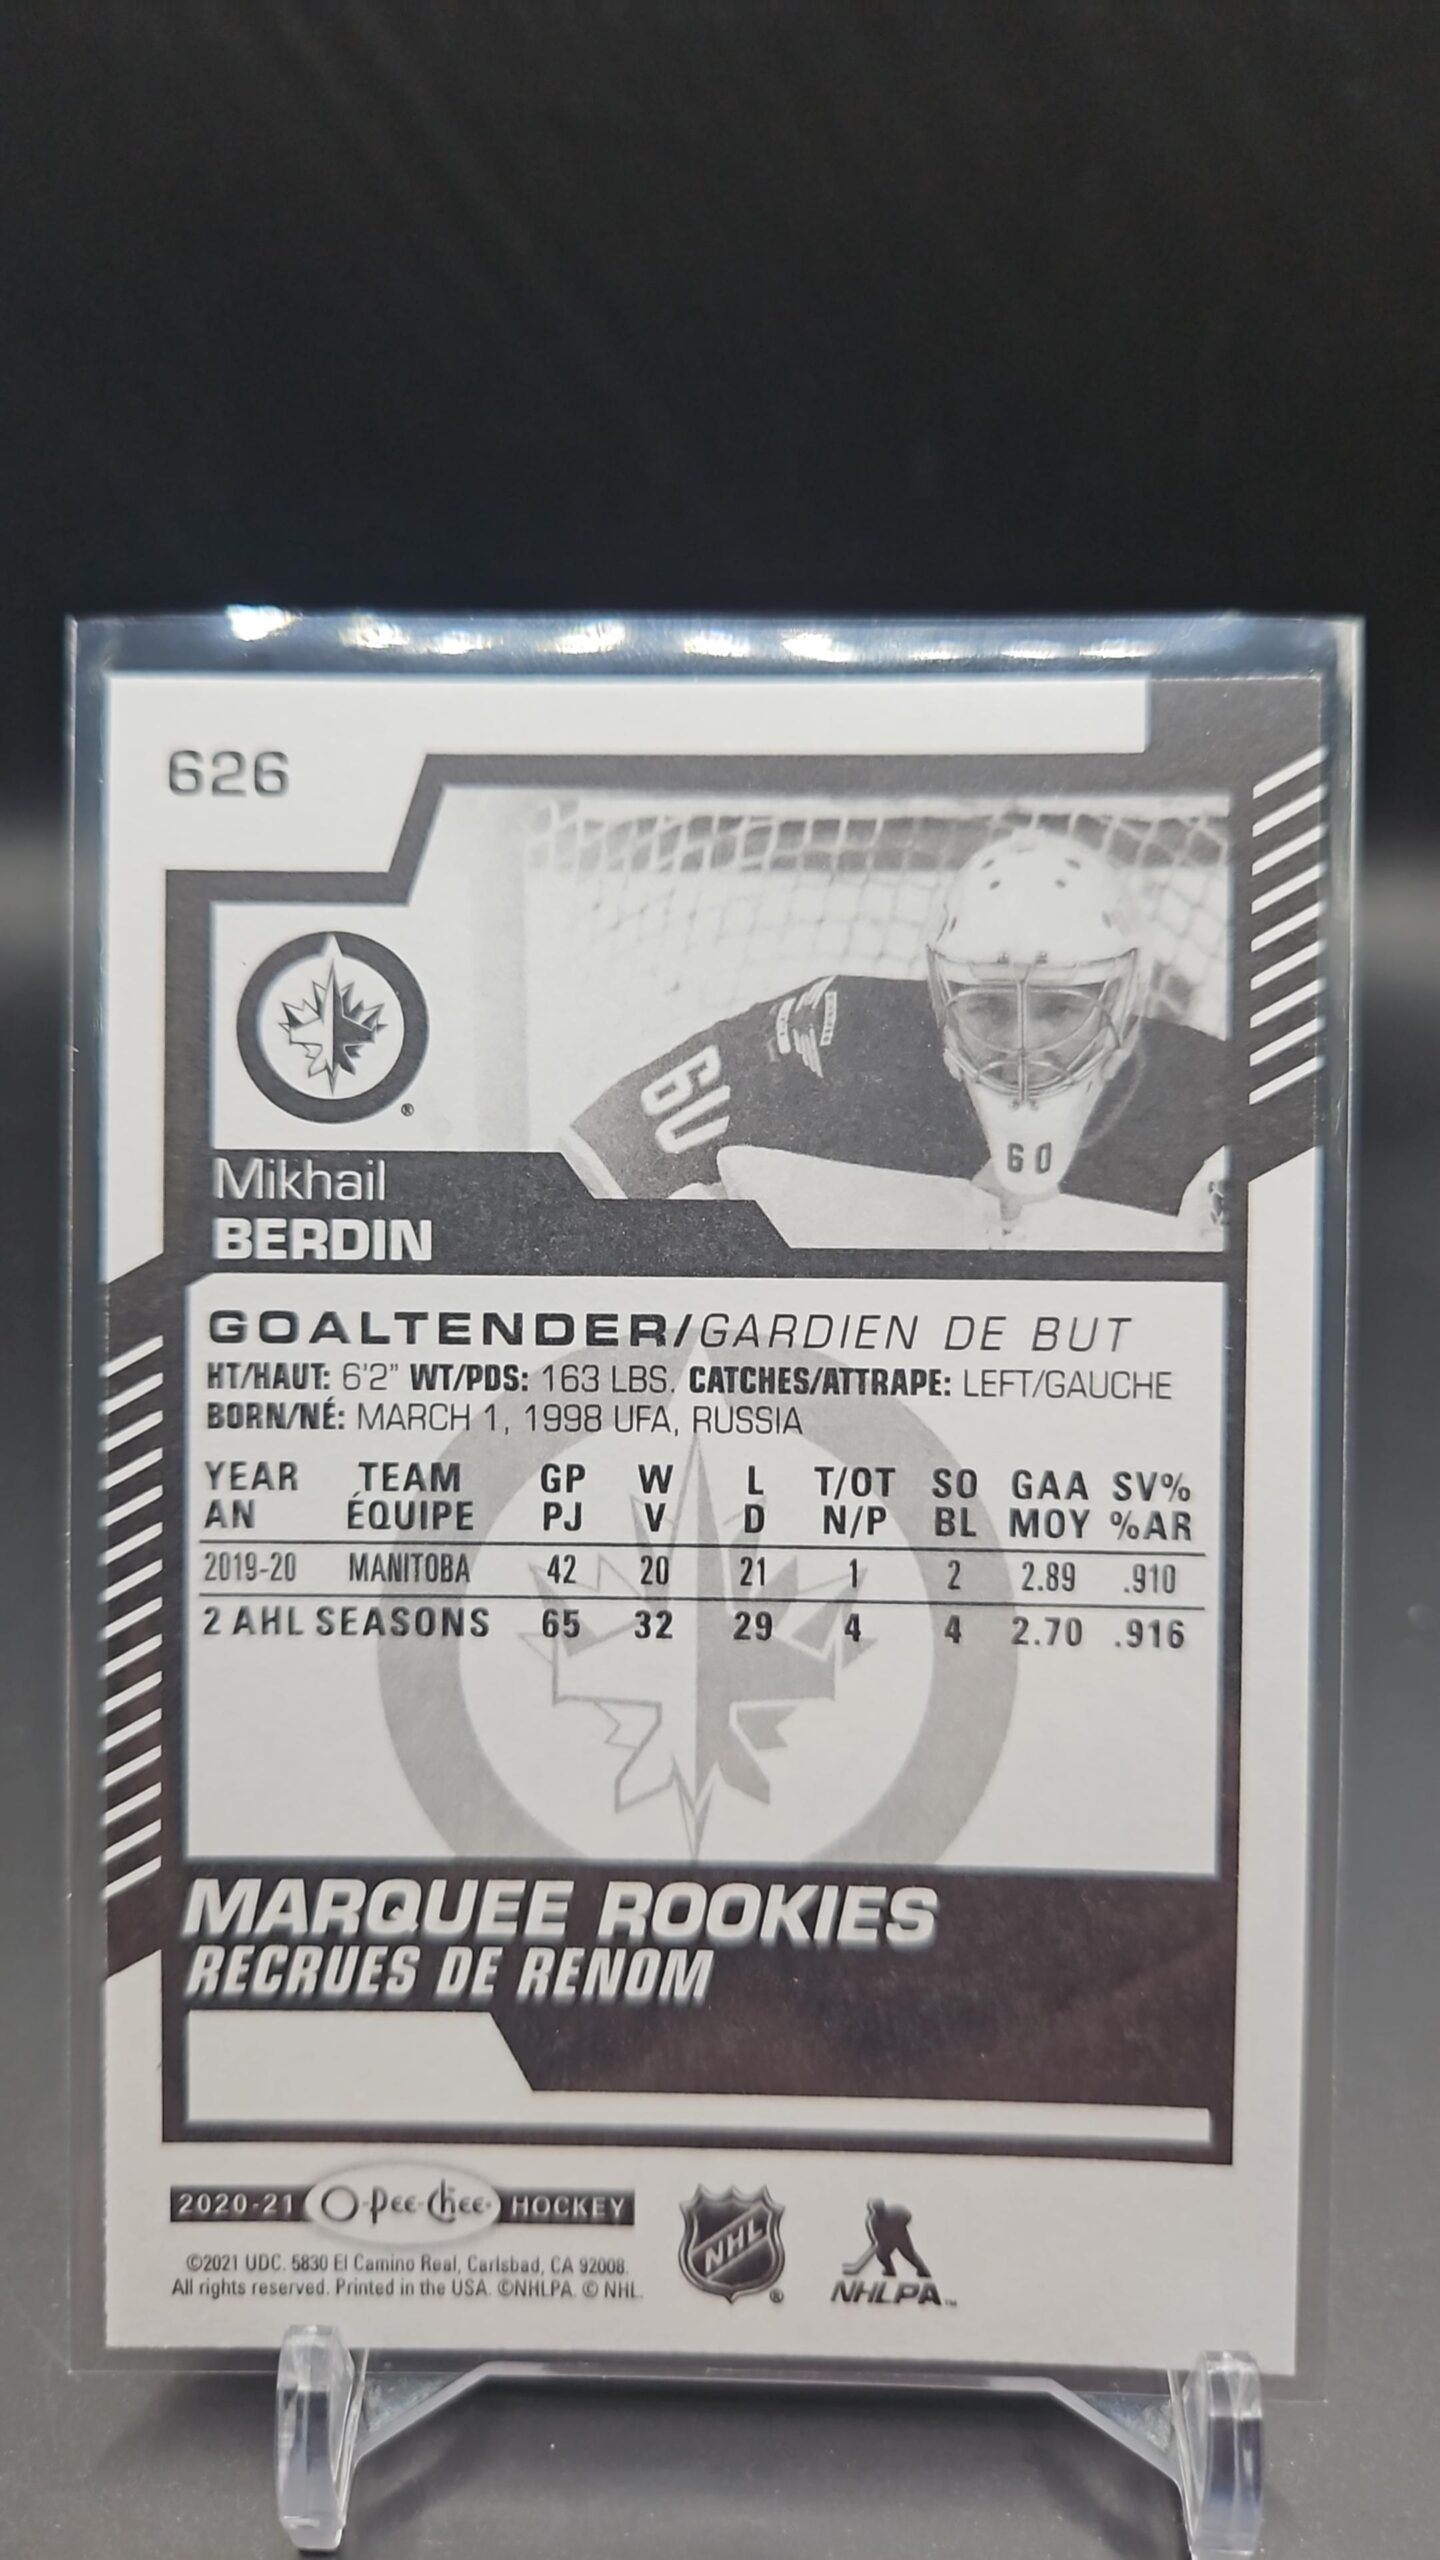 626
60
60
®
Mikhail
BERDIN
GOALTENDER/GARDIEN DE BUT
HT/HAUT: 6'2" WT/PDS: 163 LBS. CATCHES/ATTRAPE: LEFT/GAUCHE
BORN/NÉ: MARCH 1, 1998 UFA, RUSSIA
YEAR TEAM GP W L T/OT SO GAA SV%
AN ÉQUIPE PJ V D N/P BL MOY %AR
2019-20 MANITOBA 42 20 21 1 2 2.89 .910
2 AHL SEASONS 65 32 29 4 4 2.70 .916
MARQUEE ROOKIES
RECRUES DE RENOM
2020-21 O-Pee-Chee HOCKEY
©2021 UDC. 5830 El Camino Real, Carlsbad, CA 92008.
All rights reserved. Printed in the USA. ©NHLPA. © NHL.
NHL ®
NHLPA™